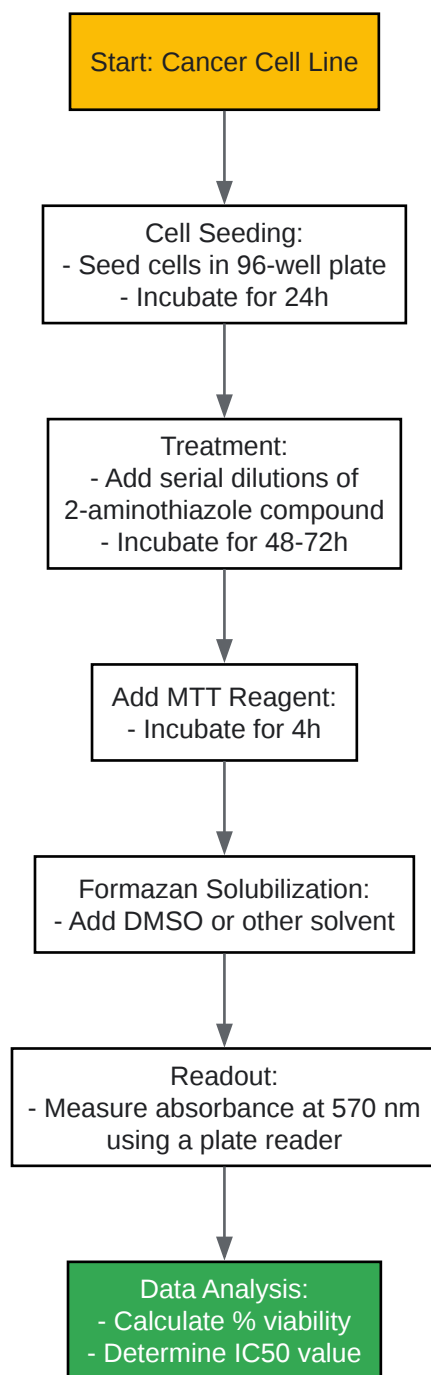 Start: Cancer Cell Line
Cell Seeding:
- Seed cells in 96-well plate
- Incubate for 24h
Treatment:
- Add serial dilutions of
2-aminothiazole compound
- Incubate for 48-72h
Add MTT Reagent:
- Incubate for 4h
Formazan Solubilization:
- Add DMSO or other solvent
Readout:
- Measure absorbance at 570 nm
using a plate reader
Data Analysis:
- Calculate % viability
- Determine IC50 value